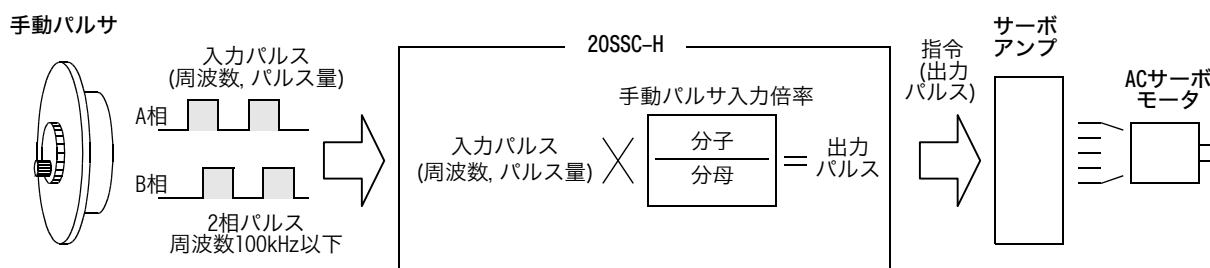 手動パルサ
入力パルス
(周波数, パルス量)
A相
B相
2相パルス
周波数100kHz以下
20SSC-H
手動パルサ入力倍率
入力パルス
(周波数, パルス量)
分子
分母
=
出力
パルス
指令
(出力
パルス)
サーボ
アンプ
ACサーボ
モータ